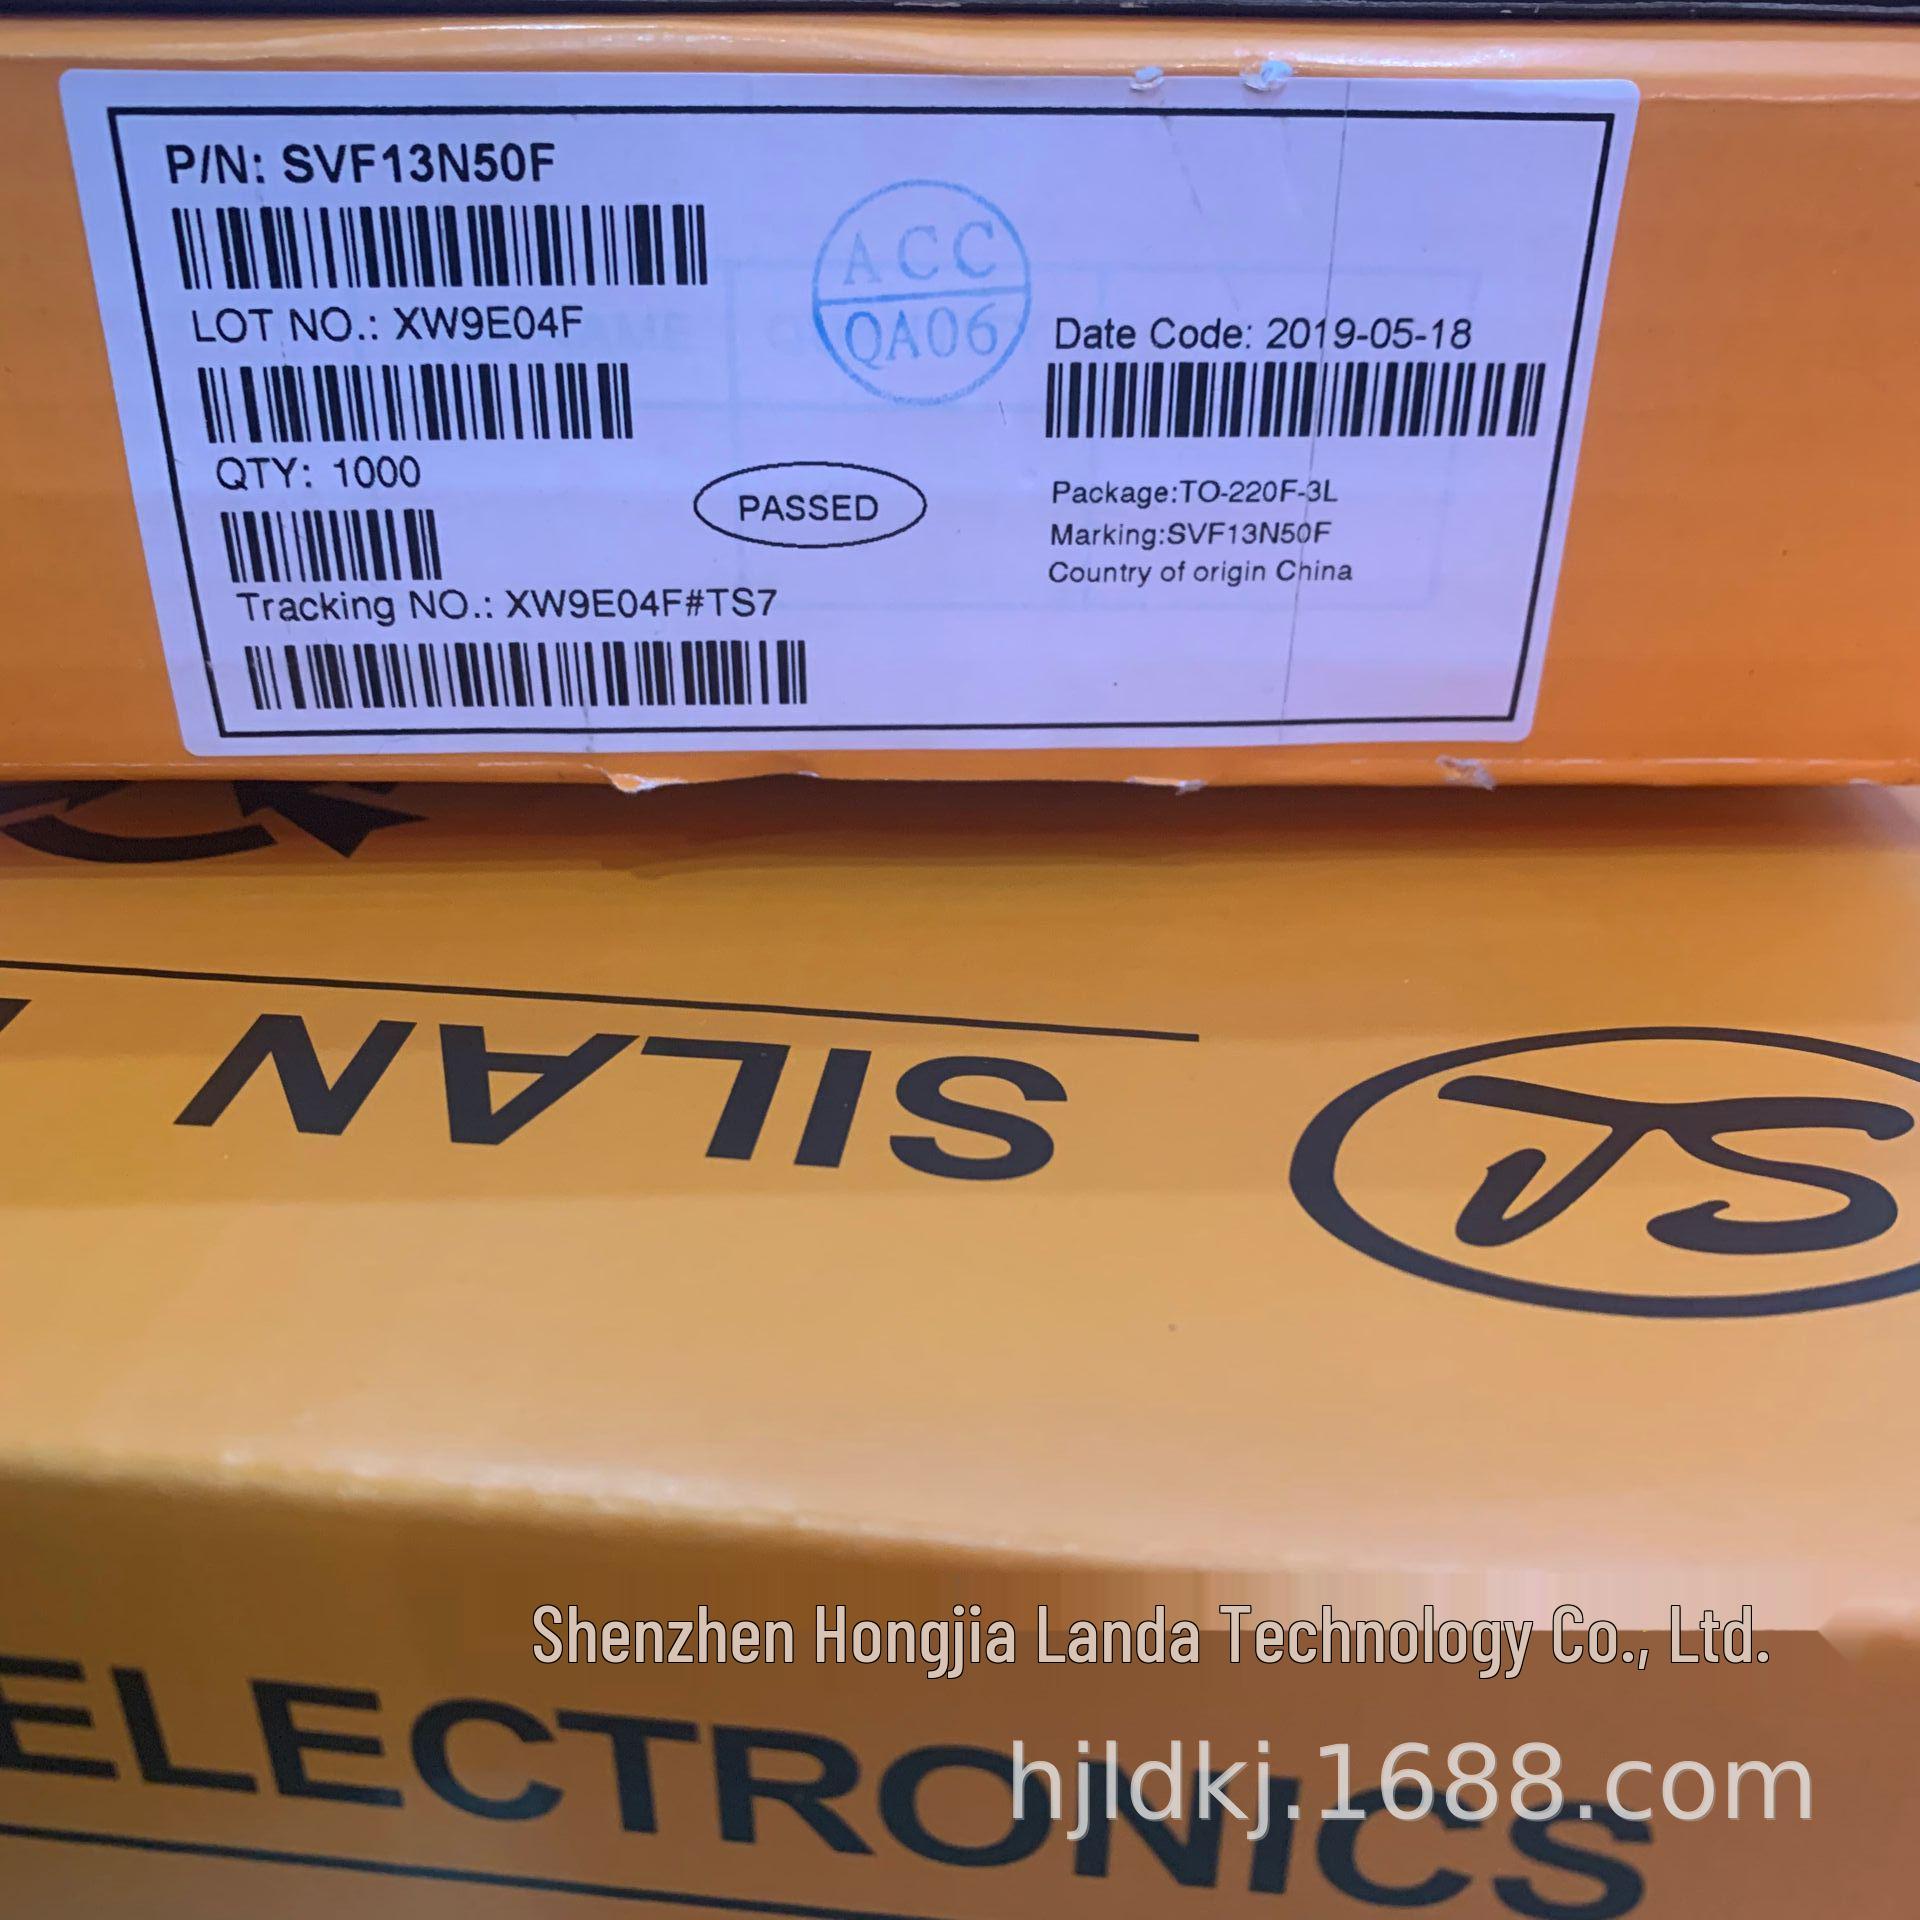 P/N: SVF13N50F
ACC
QA06
LOT NO.: XW9E04F
Date Code: 2019-05-18
QTY: 1000
PASSED
Package:TO-220F-3L
Marking:SVF13N50F
Country of origin China
Tracking NO.: XW9E04F#TS7
SILAN
SL
Shenzhen Hongjia Landa Technology Co., Ltd.
ELECTRONICS
hjldkj.1688.com